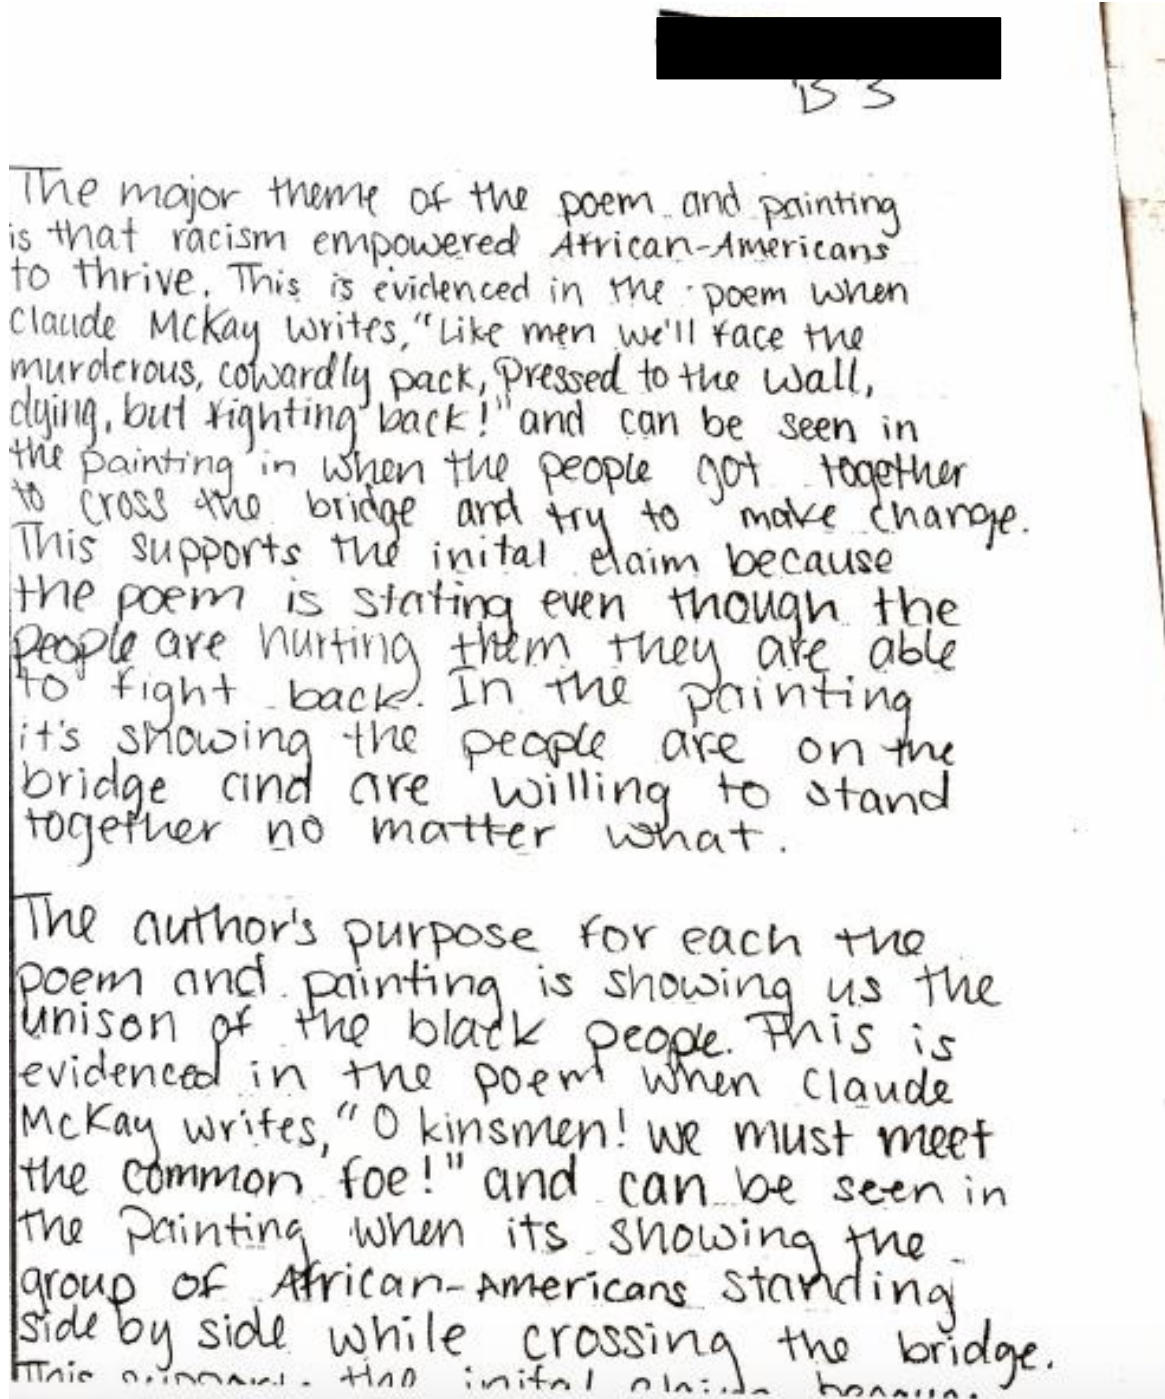 B3
The major theme of the poem and painting
is that racism empowered African-Americans
to thrive. This is evidenced in the poem when
Claude McKay writes, "Like men we'll face the
murderous, cowardly pack, Pressed to the wall,
dying, but fighting back!" and can be seen in
the painting in when the people got together
to cross the bridge and try to make change.
This supports the inital claim because
the poem is stating even though the
people are hurting them they are able
to fight back. In the painting
it's showing the people are on the
bridge and are willing to stand
together no matter what.
The author's purpose for each the
poem and painting is showing us the
unison of the black people. This is
evidenced in the poem when Claude
McKay writes, "O kinsmen! we must meet
the common foe!" and can be seen in
the painting when its showing the
group of African-Americans standing
side by side while crossing the bridge.
This supports the inital claim because